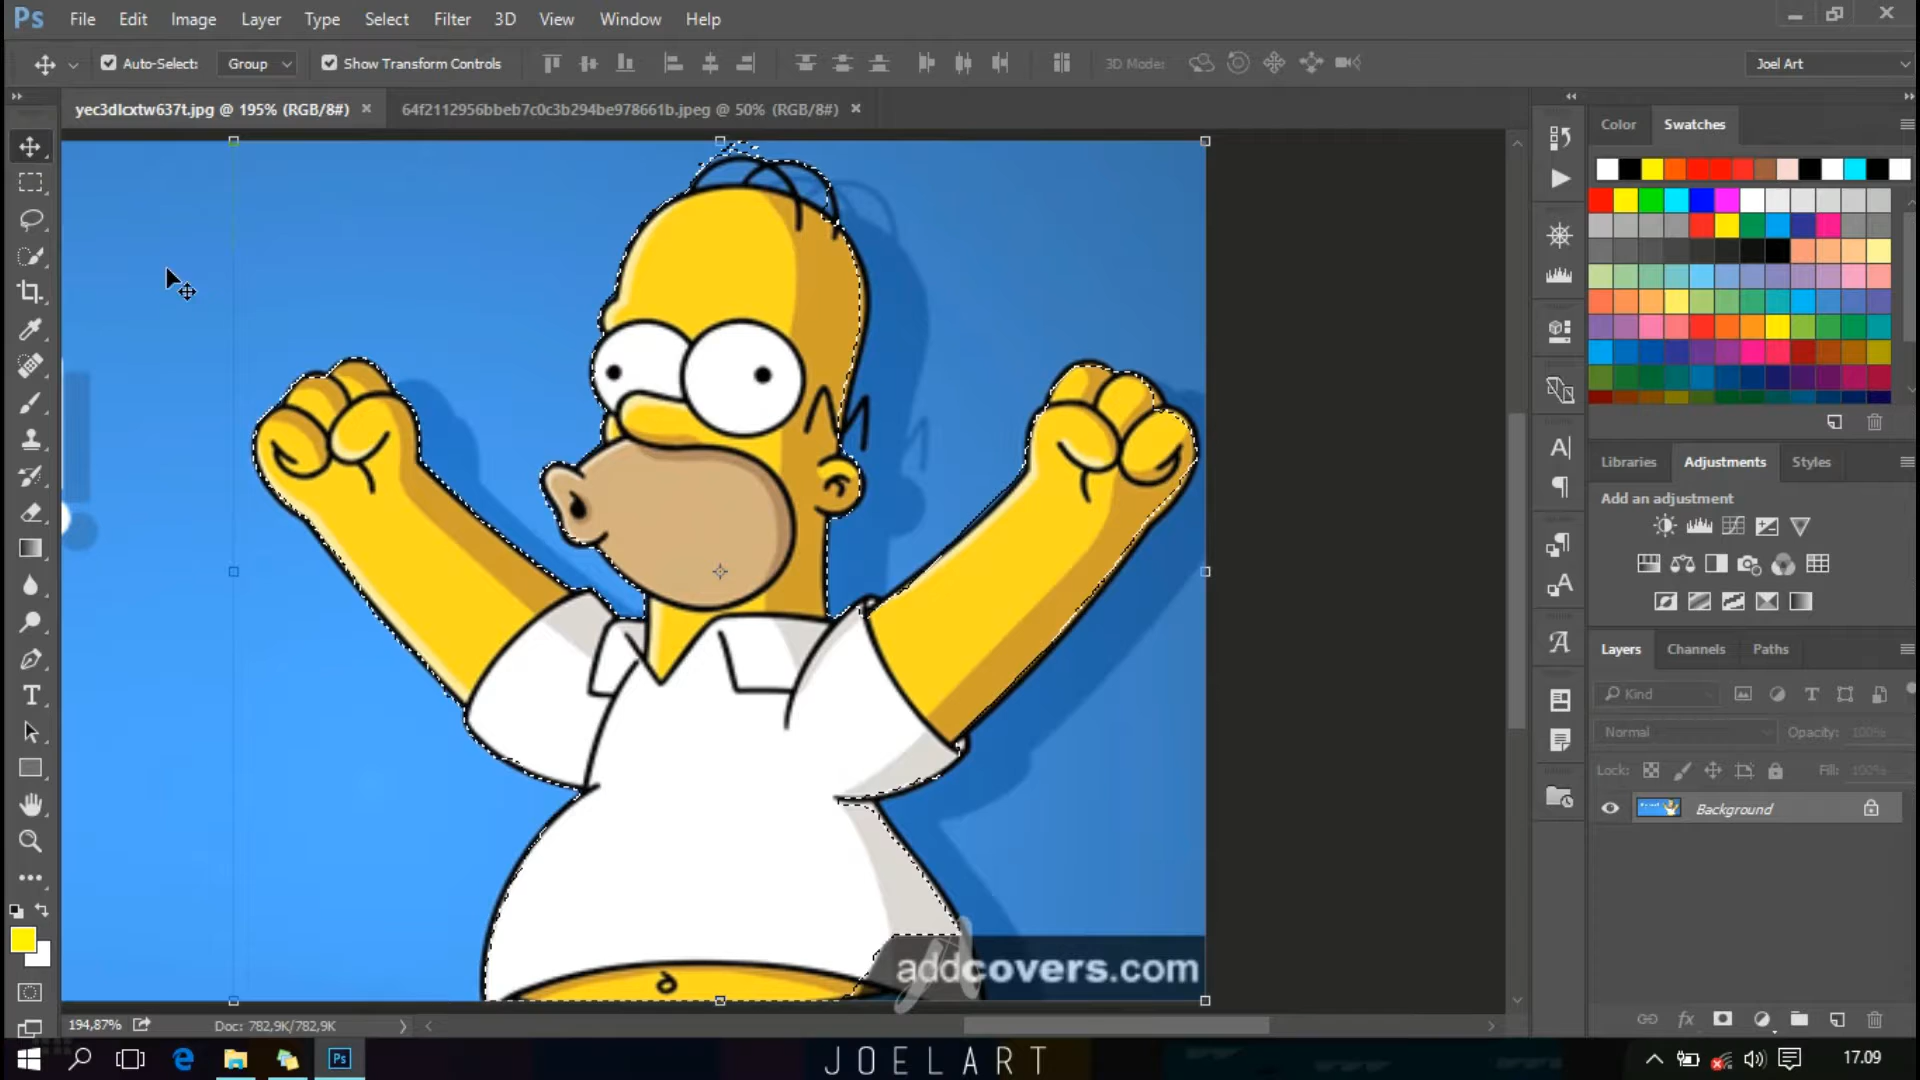 Ps File Edit Image Layer Type Select Filter 3D View Window Help
Auto-Select: Group Show Transform Controls 3D Mode: Joel Art
yec3dlcxtw637t.jpg @ 195% (RGB/8#) × 64f2112956bbeb7c0c3b294be978661b.jpeg @ 50% (RGB/8#) ×
Color Swatches
Libraries Adjustments Styles
Add an adjustment
Layers Channels Paths
Kind
Normal Opacity: 100%
Lock: Fill: 100%
Background
addcovers.com
194,87% Doc: 782,9K/782,9K
JOELART
17.09